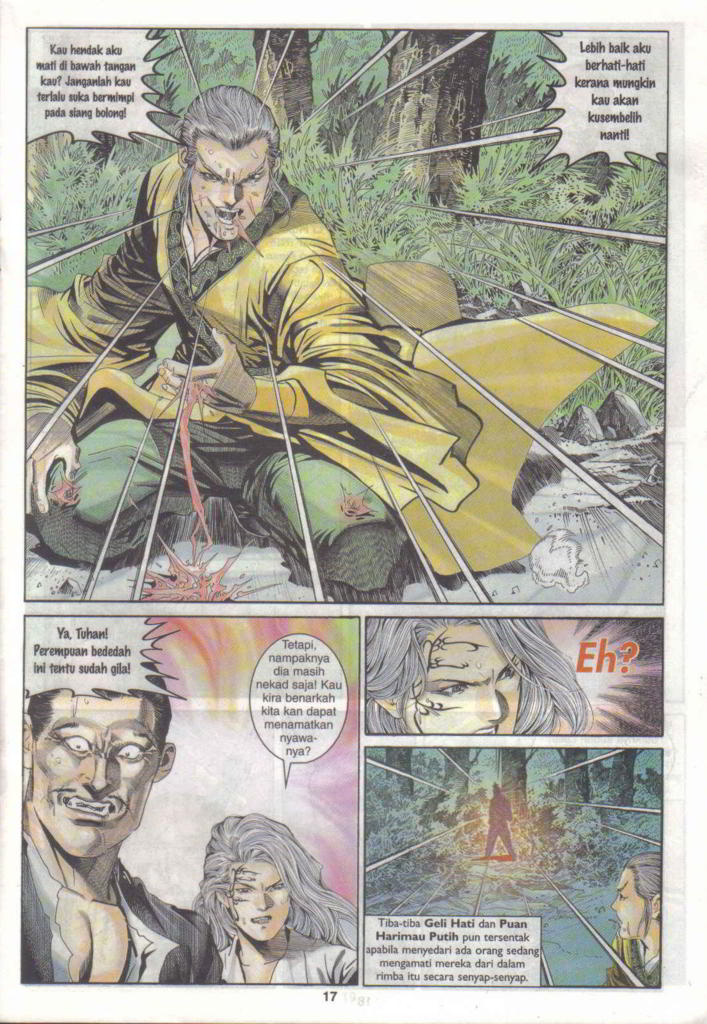 Kau hendak aku
mati di bawah tangan
kau? Janganlah kau
terlalu suka bermimpi
pada siang bolong!
Lebih baik aku
berhati-hati
kerana mungkin
kau akan
kusembelih
nanti!
Ya, Tuhan!
Perempuan bededah
ini tentu sudah gila!
Tetapi,
nampaknya
dia masih
nekad saja! Kau
kira benarkah
kita kan dapat
menamatkan
nyawa-
nya?
Eh?
Tiba-tiba Geli Hati dan Puan
Harimau Putih pun tersentak
apabila menyedari ada orang sedang
mengamati mereka dari dalam
rimba itu secara senyap-senyap.
17